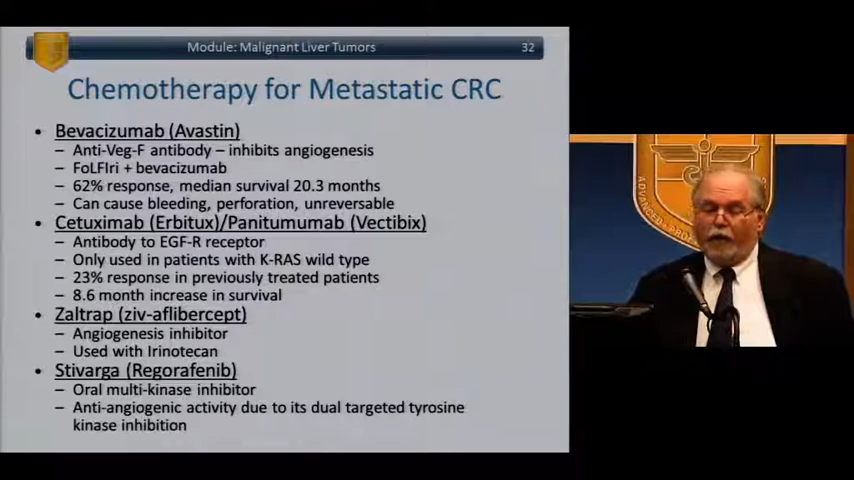 Module: Malignant Liver Tumors 32
Chemotherapy for Metastatic CRC
• Bevacizumab (Avastin)
– Anti-Veg-F antibody – inhibits angiogenesis
– FoLFIri + bevacizumab
– 62% response, median survival 20.3 months
– Can cause bleeding, perforation, unreversable
• Cetuximab (Erbitux)/Panitumumab (Vectibix)
– Antibody to EGF-R receptor
– Only used in patients with K-RAS wild type
– 23% response in previously treated patients
– 8.6 month increase in survival
• Zaltrap (ziv-aflibercept)
– Angiogenesis inhibitor
– Used with Irinotecan
• Stivarga (Regorafenib)
– Oral multi-kinase inhibitor
– Anti-angiogenic activity due to its dual targeted tyrosine
kinase inhibition